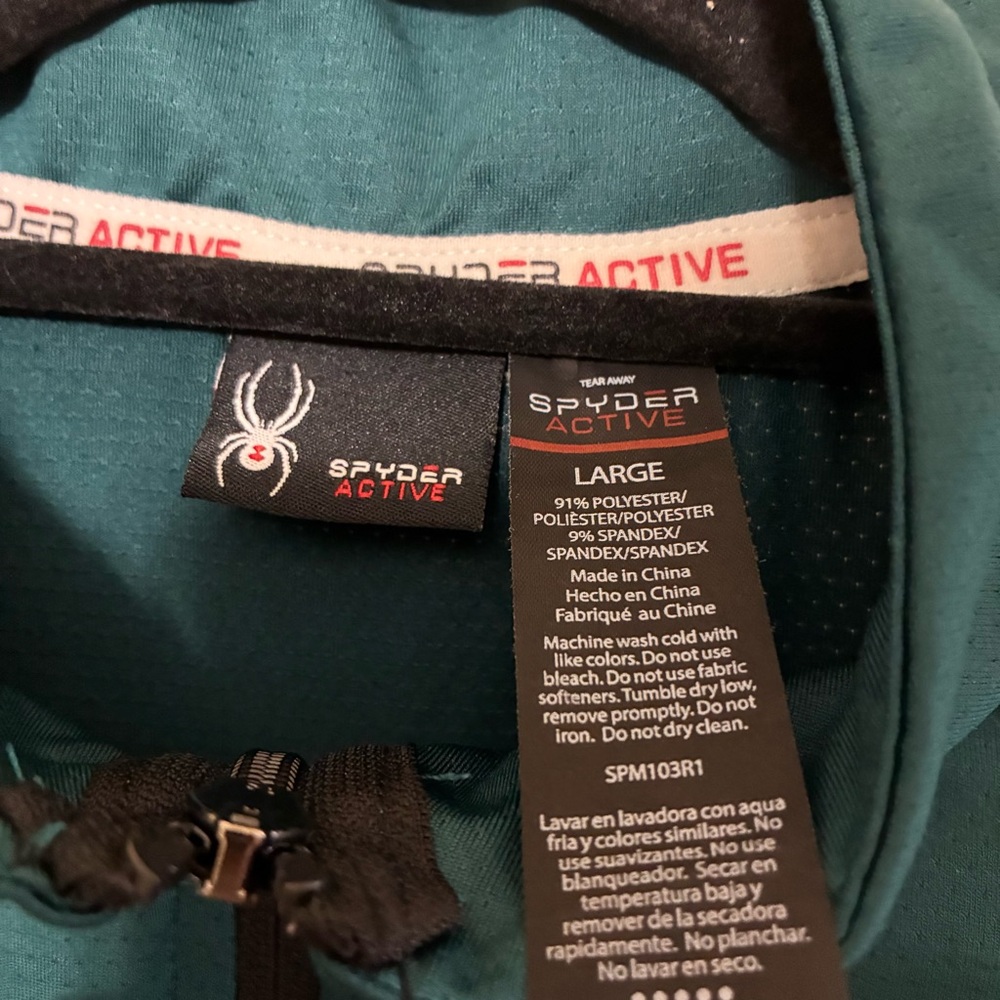 DER ACTIVE
SPYDER ACTIVE
SPYDER
ACTIVE
TEAR AWAY
SPYDER
ACTIVE
LARGE
91% POLYESTER/
POLIÈSTER/POLYESTER
9% SPANDEX/
SPANDEX/SPANDEX
Made in China
Hecho en China
Fabriqué au Chine
Machine wash cold with
like colors. Do not use
bleach. Do not use fabric
softeners. Tumble dry low,
remove promptly. Do not
iron. Do not dry clean.
SPM103R1
Lavar en lavadora con aqua
fria y colores similares. No
use suavizantes. No use
blanqueador. Secar en
temperatura baja y
remover de la secadora
rapidamente. No planchar.
No lavar en seco.